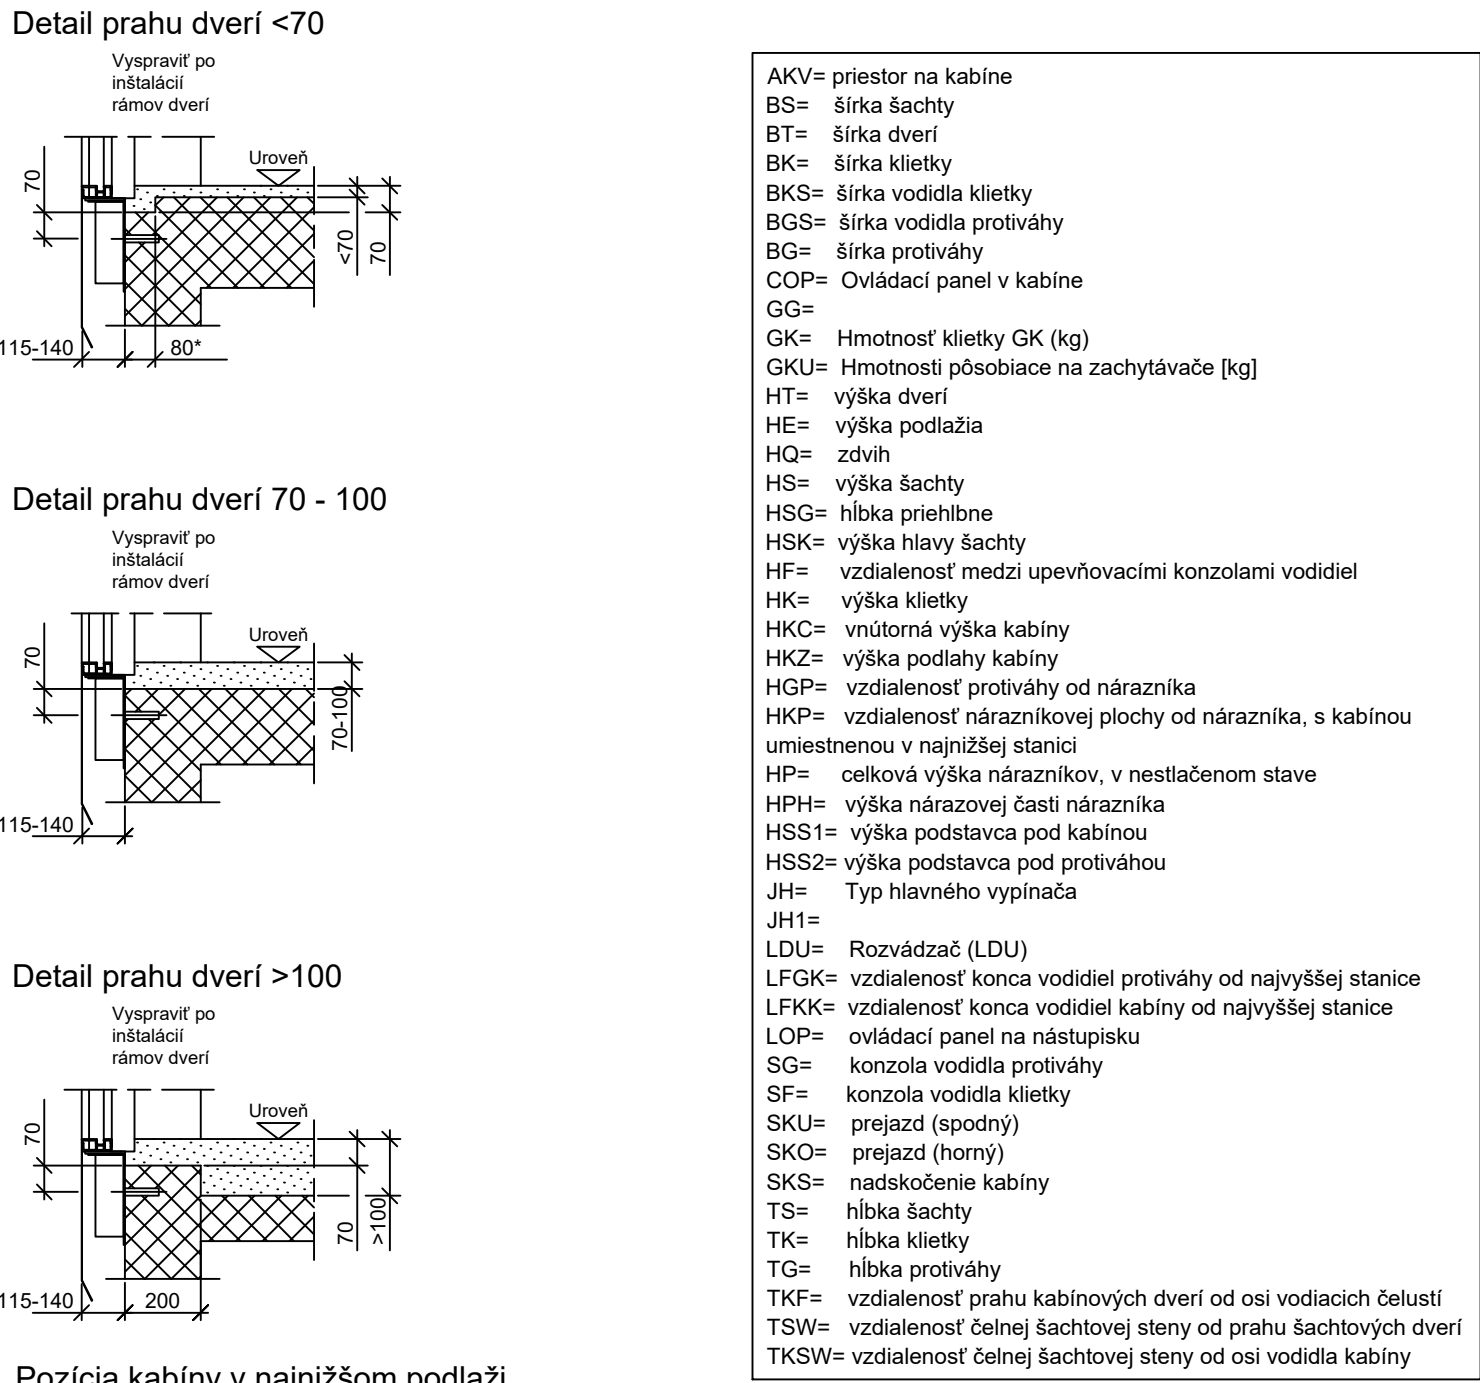 Detail prahu dverí <70
Vyspraviť po
inštalácií
rámov dverí
Uroveň
70
<70
70
115-140
80*
Detail prahu dverí 70 - 100
Vyspraviť po
inštalácií
rámov dverí
Uroveň
70
70-100
115-140
Detail prahu dverí >100
Vyspraviť po
inštalácií
rámov dverí
Uroveň
70
70
>100
115-140
200
Pozícia kabíny v najnižšom podlaží
AKV= priestor na kabíne
BS= šírka šachty
BT= šírka dverí
BK= šírka klietky
BKS= šírka vodidla klietky
BGS= šírka vodidla protiváhy
BG= šírka protiváhy
COP= Ovládací panel v kabíne
GG=
GK= Hmotnosť klietky GK (kg)
GKU= Hmotnosti pôsobiace na zachytávače [kg]
HT= výška dverí
HE= výška podlažia
HQ= zdvih
HS= výška šachty
HSG= hĺbka priehlbne
HSK= výška hlavy šachty
HF= vzdialenosť medzi upevňovacími konzolami vodidiel
HK= výška klietky
HKC= vnútorná výška kabíny
HKZ= výška podlahy kabíny
HGP= vzdialenosť protiváhy od nárazníka
HKP= vzdialenosť nárazníkovej plochy od nárazníka, s kabínou
umiestnenou v najnižšej stanici
HP= celková výška nárazníkov, v nestlačenom stave
HPH= výška nárazovej časti nárazníka
HSS1= výška podstavca pod kabínou
HSS2= výška podstavca pod protiváhou
JH= Typ hlavného vypínača
JH1=
LDU= Rozvádzač (LDU)
LFGK= vzdialenosť konca vodidiel protiváhy od najvyššej stanice
LFKK= vzdialenosť konca vodidiel kabíny od najvyššej stanice
LOP= ovládací panel na nástupisku
SG= konzola vodidla protiváhy
SF= konzola vodidla klietky
SKU= prejazd (spodný)
SKO= prejazd (horný)
SKS= nadskočenie kabíny
TS= hĺbka šachty
TK= hĺbka klietky
TG= hĺbka protiváhy
TKF= vzdialenosť prahu kabínových dverí od osi vodiacich čelustí
TSW= vzdialenosť čelnej šachtovej steny od prahu šachtových dverí
TKSW= vzdialenosť čelnej šachtovej steny od osi vodidla kabíny